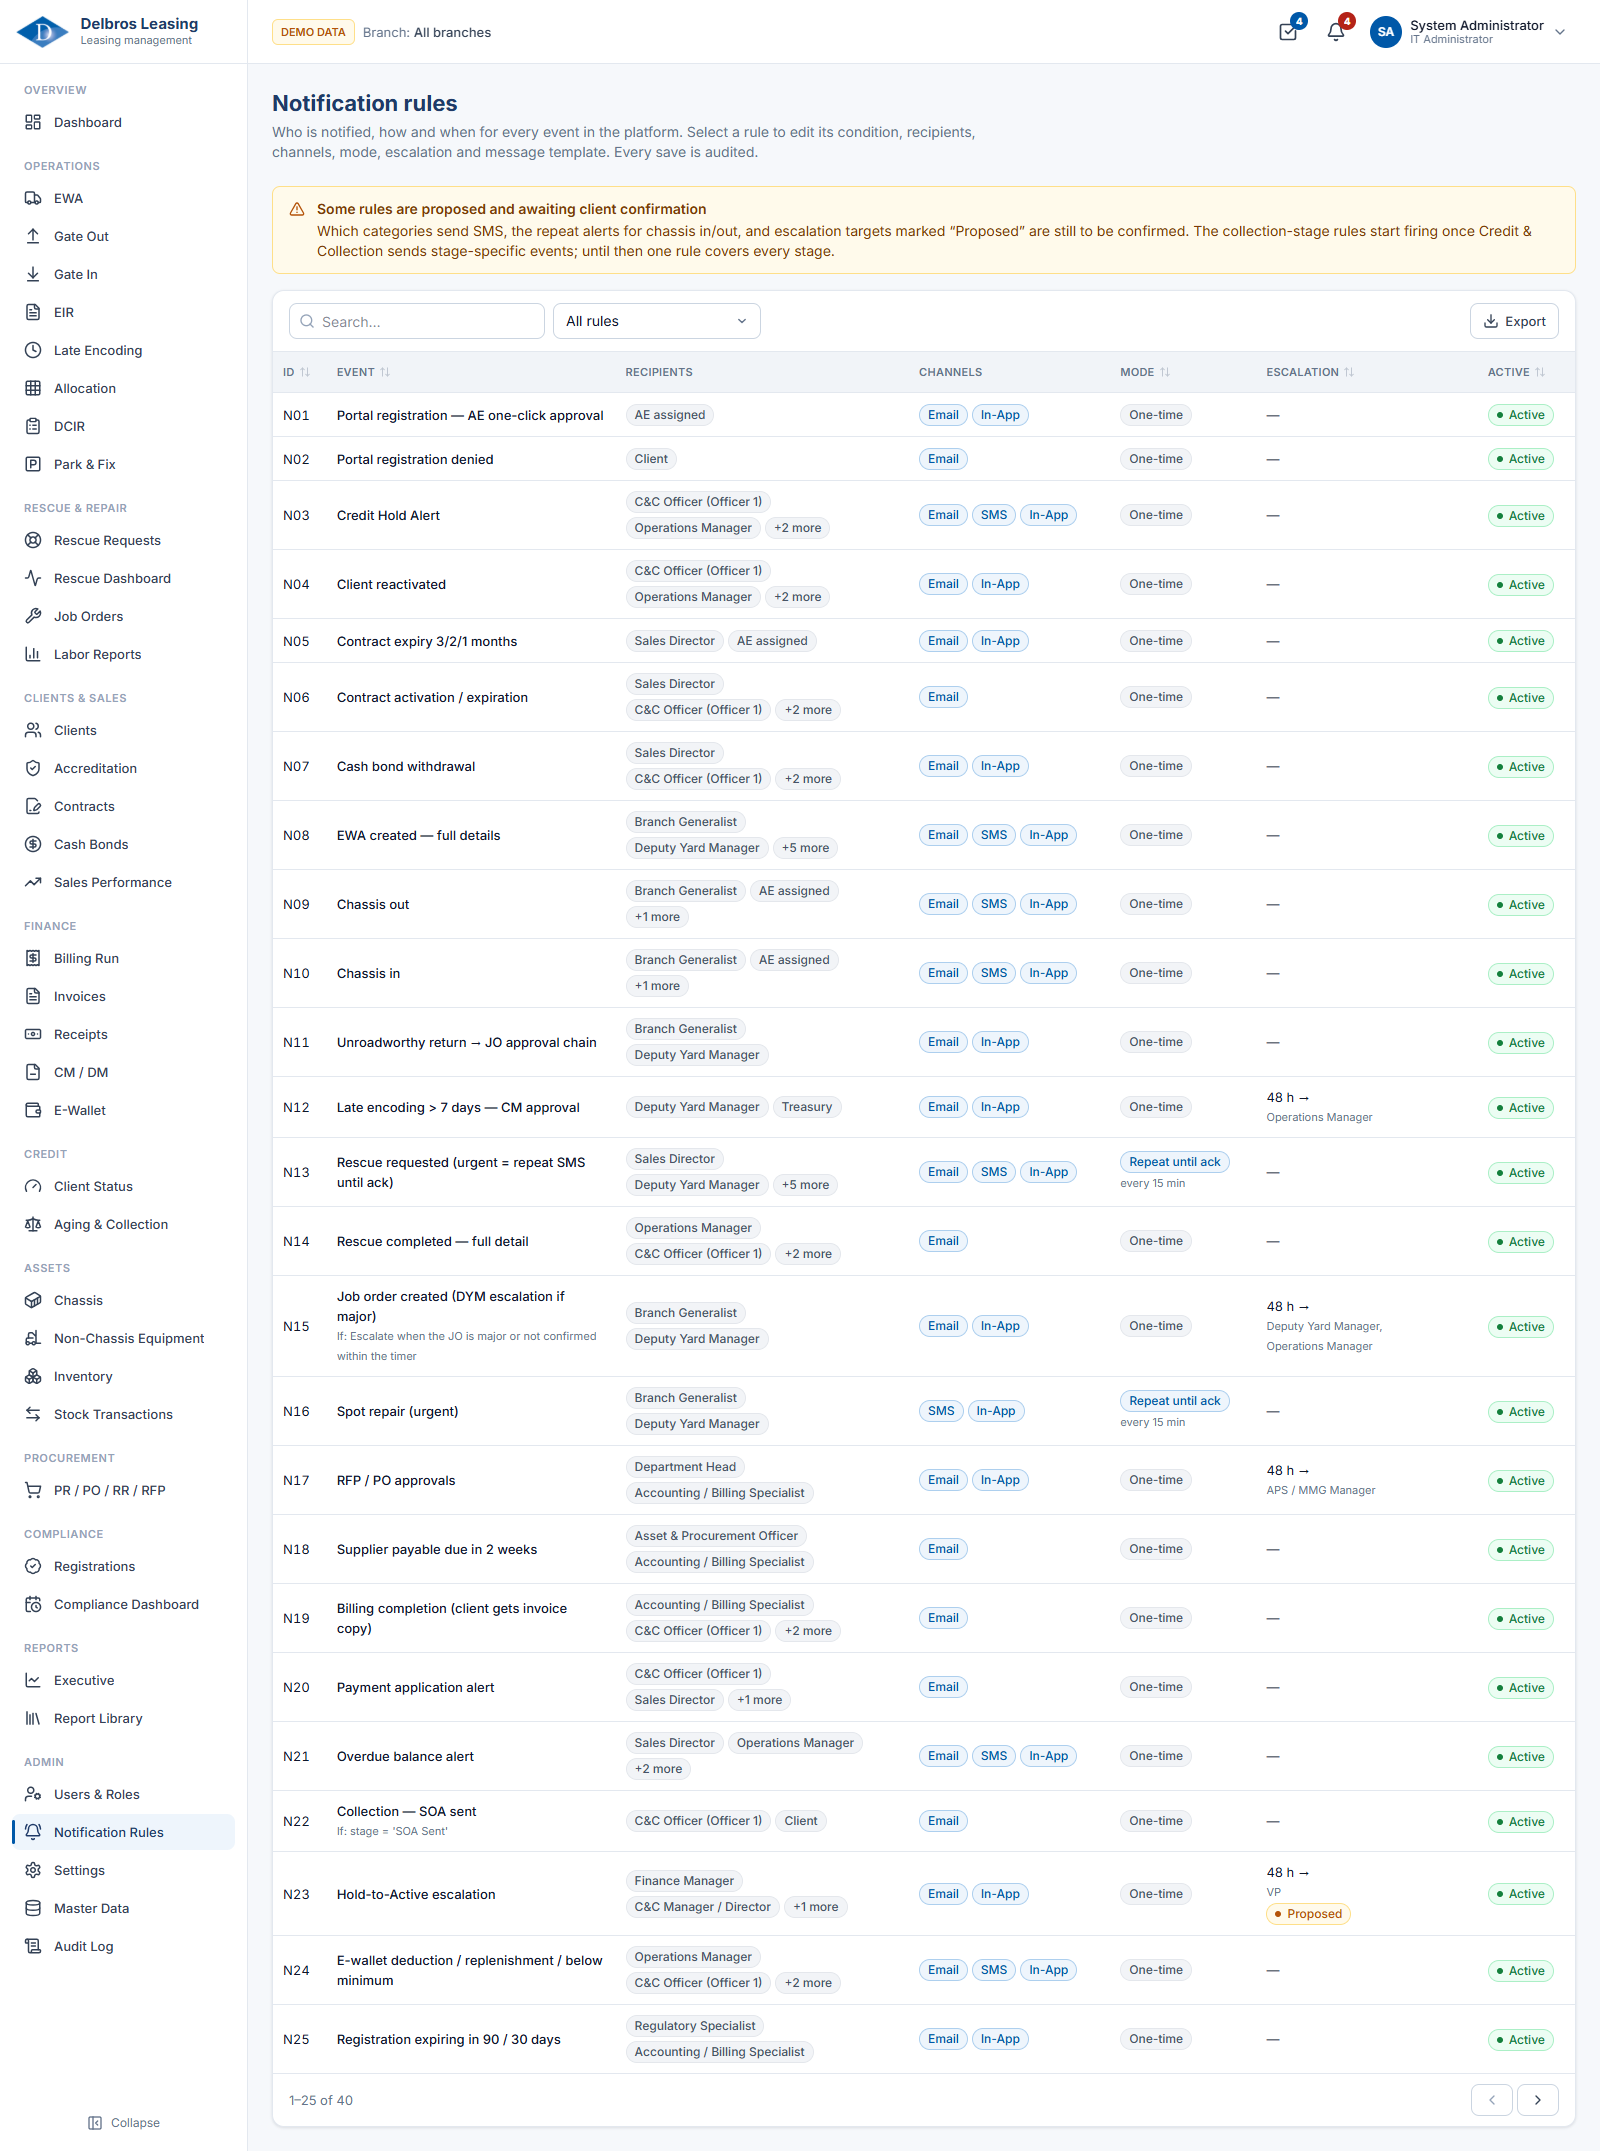 Delbros Leasing
Leasing management
DEMO DATA
Branch: All branches
4
4
SA
System Administrator
IT Administrator
OVERVIEW
Dashboard
OPERATIONS
EWA
Gate Out
Gate In
EIR
Late Encoding
Allocation
DCIR
Park & Fix
RESCUE & REPAIR
Rescue Requests
Rescue Dashboard
Job Orders
Labor Reports
CLIENTS & SALES
Clients
Accreditation
Contracts
Cash Bonds
Sales Performance
FINANCE
Billing Run
Invoices
Receipts
CM / DM
E-Wallet
CREDIT
Client Status
Aging & Collection
ASSETS
Chassis
Non-Chassis Equipment
Inventory
Stock Transactions
PROCUREMENT
PR / PO / RR / RFP
COMPLIANCE
Registrations
Compliance Dashboard
REPORTS
Executive
Report Library
ADMIN
Users & Roles
Notification Rules
Settings
Master Data
Audit Log
Collapse
Notification rules
Who is notified, how and when for every event in the platform. Select a rule to edit its condition, recipients,
channels, mode, escalation and message template. Every save is audited.
Some rules are proposed and awaiting client confirmation
Which categories send SMS, the repeat alerts for chassis in/out, and escalation targets marked “Proposed” are still to be confirmed. The collection-stage rules start firing once Credit &
Collection sends stage-specific events; until then one rule covers every stage.
Search...
All rules
Export
ID EVENT RECIPIENTS CHANNELS MODE ESCALATION ACTIVE
N01 Portal registration — AE one-click approval AE assigned Email In-App One-time — Active
N02 Portal registration denied Client Email One-time — Active
N03 Credit Hold Alert C&C Officer (Officer 1) Operations Manager +2 more Email SMS In-App One-time — Active
N04 Client reactivated C&C Officer (Officer 1) Operations Manager +2 more Email In-App One-time — Active
N05 Contract expiry 3/2/1 months Sales Director AE assigned Email In-App One-time — Active
N06 Contract activation / expiration Sales Director C&C Officer (Officer 1) +2 more Email One-time — Active
N07 Cash bond withdrawal Sales Director C&C Officer (Officer 1) +2 more Email In-App One-time — Active
N08 EWA created — full details Branch Generalist Deputy Yard Manager +5 more Email SMS In-App One-time — Active
N09 Chassis out Branch Generalist AE assigned +1 more Email SMS In-App One-time — Active
N10 Chassis in Branch Generalist AE assigned +1 more Email SMS In-App One-time — Active
N11 Unroadworthy return → JO approval chain Branch Generalist Deputy Yard Manager Email In-App One-time — Active
N12 Late encoding > 7 days — CM approval Deputy Yard Manager Treasury Email In-App One-time 48 h → Operations Manager Active
N13 Rescue requested (urgent = repeat SMS until ack) Sales Director Deputy Yard Manager +5 more Email SMS In-App Repeat until ack every 15 min — Active
N14 Rescue completed — full detail Operations Manager C&C Officer (Officer 1) +2 more Email One-time — Active
N15 Job order created (DYM escalation if major) If: Escalate when the JO is major or not confirmed within the timer Branch Generalist Deputy Yard Manager Email In-App One-time 48 h → Deputy Yard Manager, Operations Manager Active
N16 Spot repair (urgent) Branch Generalist Deputy Yard Manager SMS In-App Repeat until ack every 15 min — Active
N17 RFP / PO approvals Department Head Accounting / Billing Specialist Email In-App One-time 48 h → APS / MMG Manager Active
N18 Supplier payable due in 2 weeks Asset & Procurement Officer Accounting / Billing Specialist Email One-time — Active
N19 Billing completion (client gets invoice copy) Accounting / Billing Specialist C&C Officer (Officer 1) +2 more Email One-time — Active
N20 Payment application alert C&C Officer (Officer 1) Sales Director +1 more Email One-time — Active
N21 Overdue balance alert Sales Director Operations Manager +2 more Email SMS In-App One-time — Active
N22 Collection — SOA sent If: stage = 'SOA Sent' C&C Officer (Officer 1) Client Email One-time — Active
N23 Hold-to-Active escalation Finance Manager C&C Manager / Director +1 more Email In-App One-time 48 h → VP Proposed Active
N24 E-wallet deduction / replenishment / below minimum Operations Manager C&C Officer (Officer 1) +2 more Email SMS In-App One-time — Active
N25 Registration expiring in 90 / 30 days Regulatory Specialist Accounting / Billing Specialist Email In-App One-time — Active
1–25 of 40